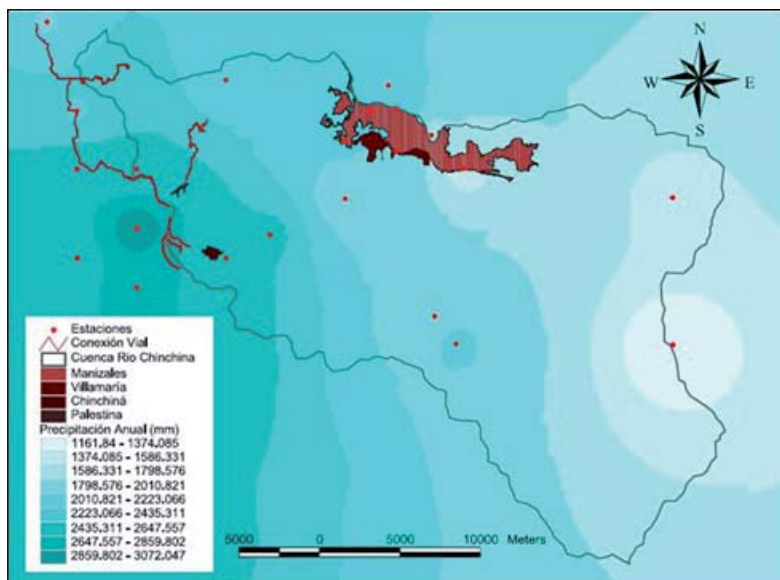 N
W E
S
Estaciones
Conexión Vial
Cuenca Rio Chinchina
Manizales
Villamaría
Chinchiná
Palestina
Precipitación Anual (mm)
1161.84 - 1374.085
1374.085 - 1586.331
1586.331 - 1798.576
1798.576 - 2010.821
2010.821 - 2223.066
2223.066 - 2435.311
2435.311 - 2647.557
2647.557 - 2859.802
2859.802 - 3072.047
5000 0 5000 10000 Meters